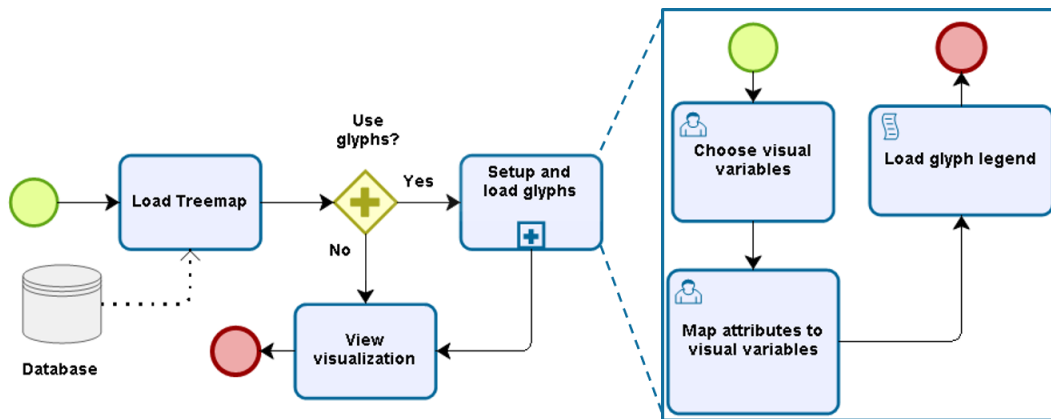 Use
glyphs?
Load Treemap
Yes
Setup and
load glyphs
No
View
visualization
Database
Choose visual
variables
Load glyph legend
Map attributes to
visual variables